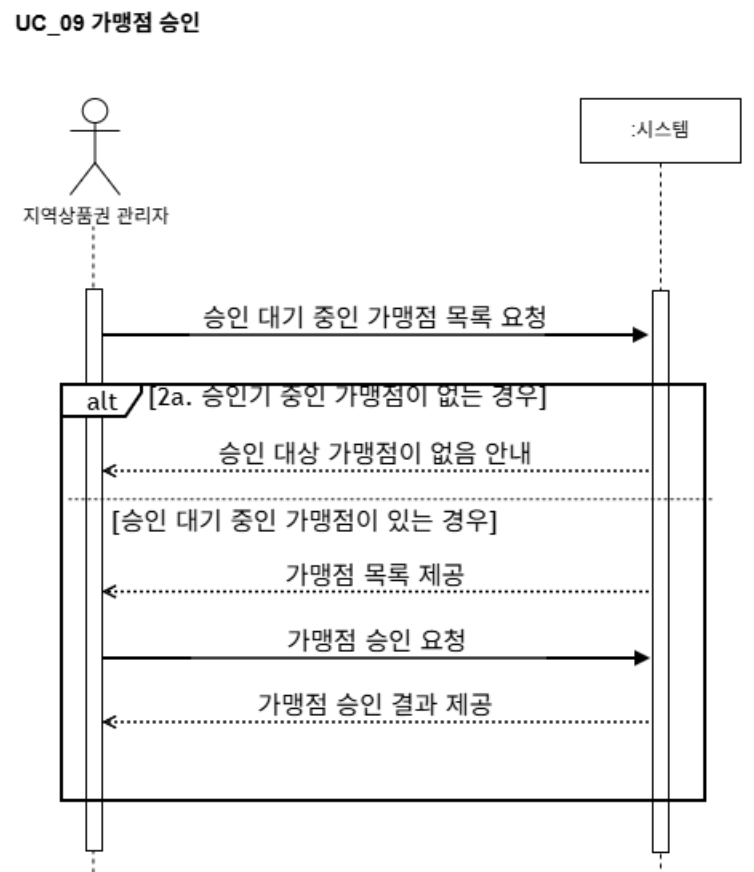 UC_09 가맹점 승인
:시스템
지역상품권 관리자
승인 대기 중인 가맹점 목록 요청
alt [2a. 승인기 중인 가맹점이 없는 경우]
승인 대상 가맹점이 없음 안내
[승인 대기 중인 가맹점이 있는 경우]
가맹점 목록 제공
가맹점 승인 요청
가맹점 승인 결과 제공